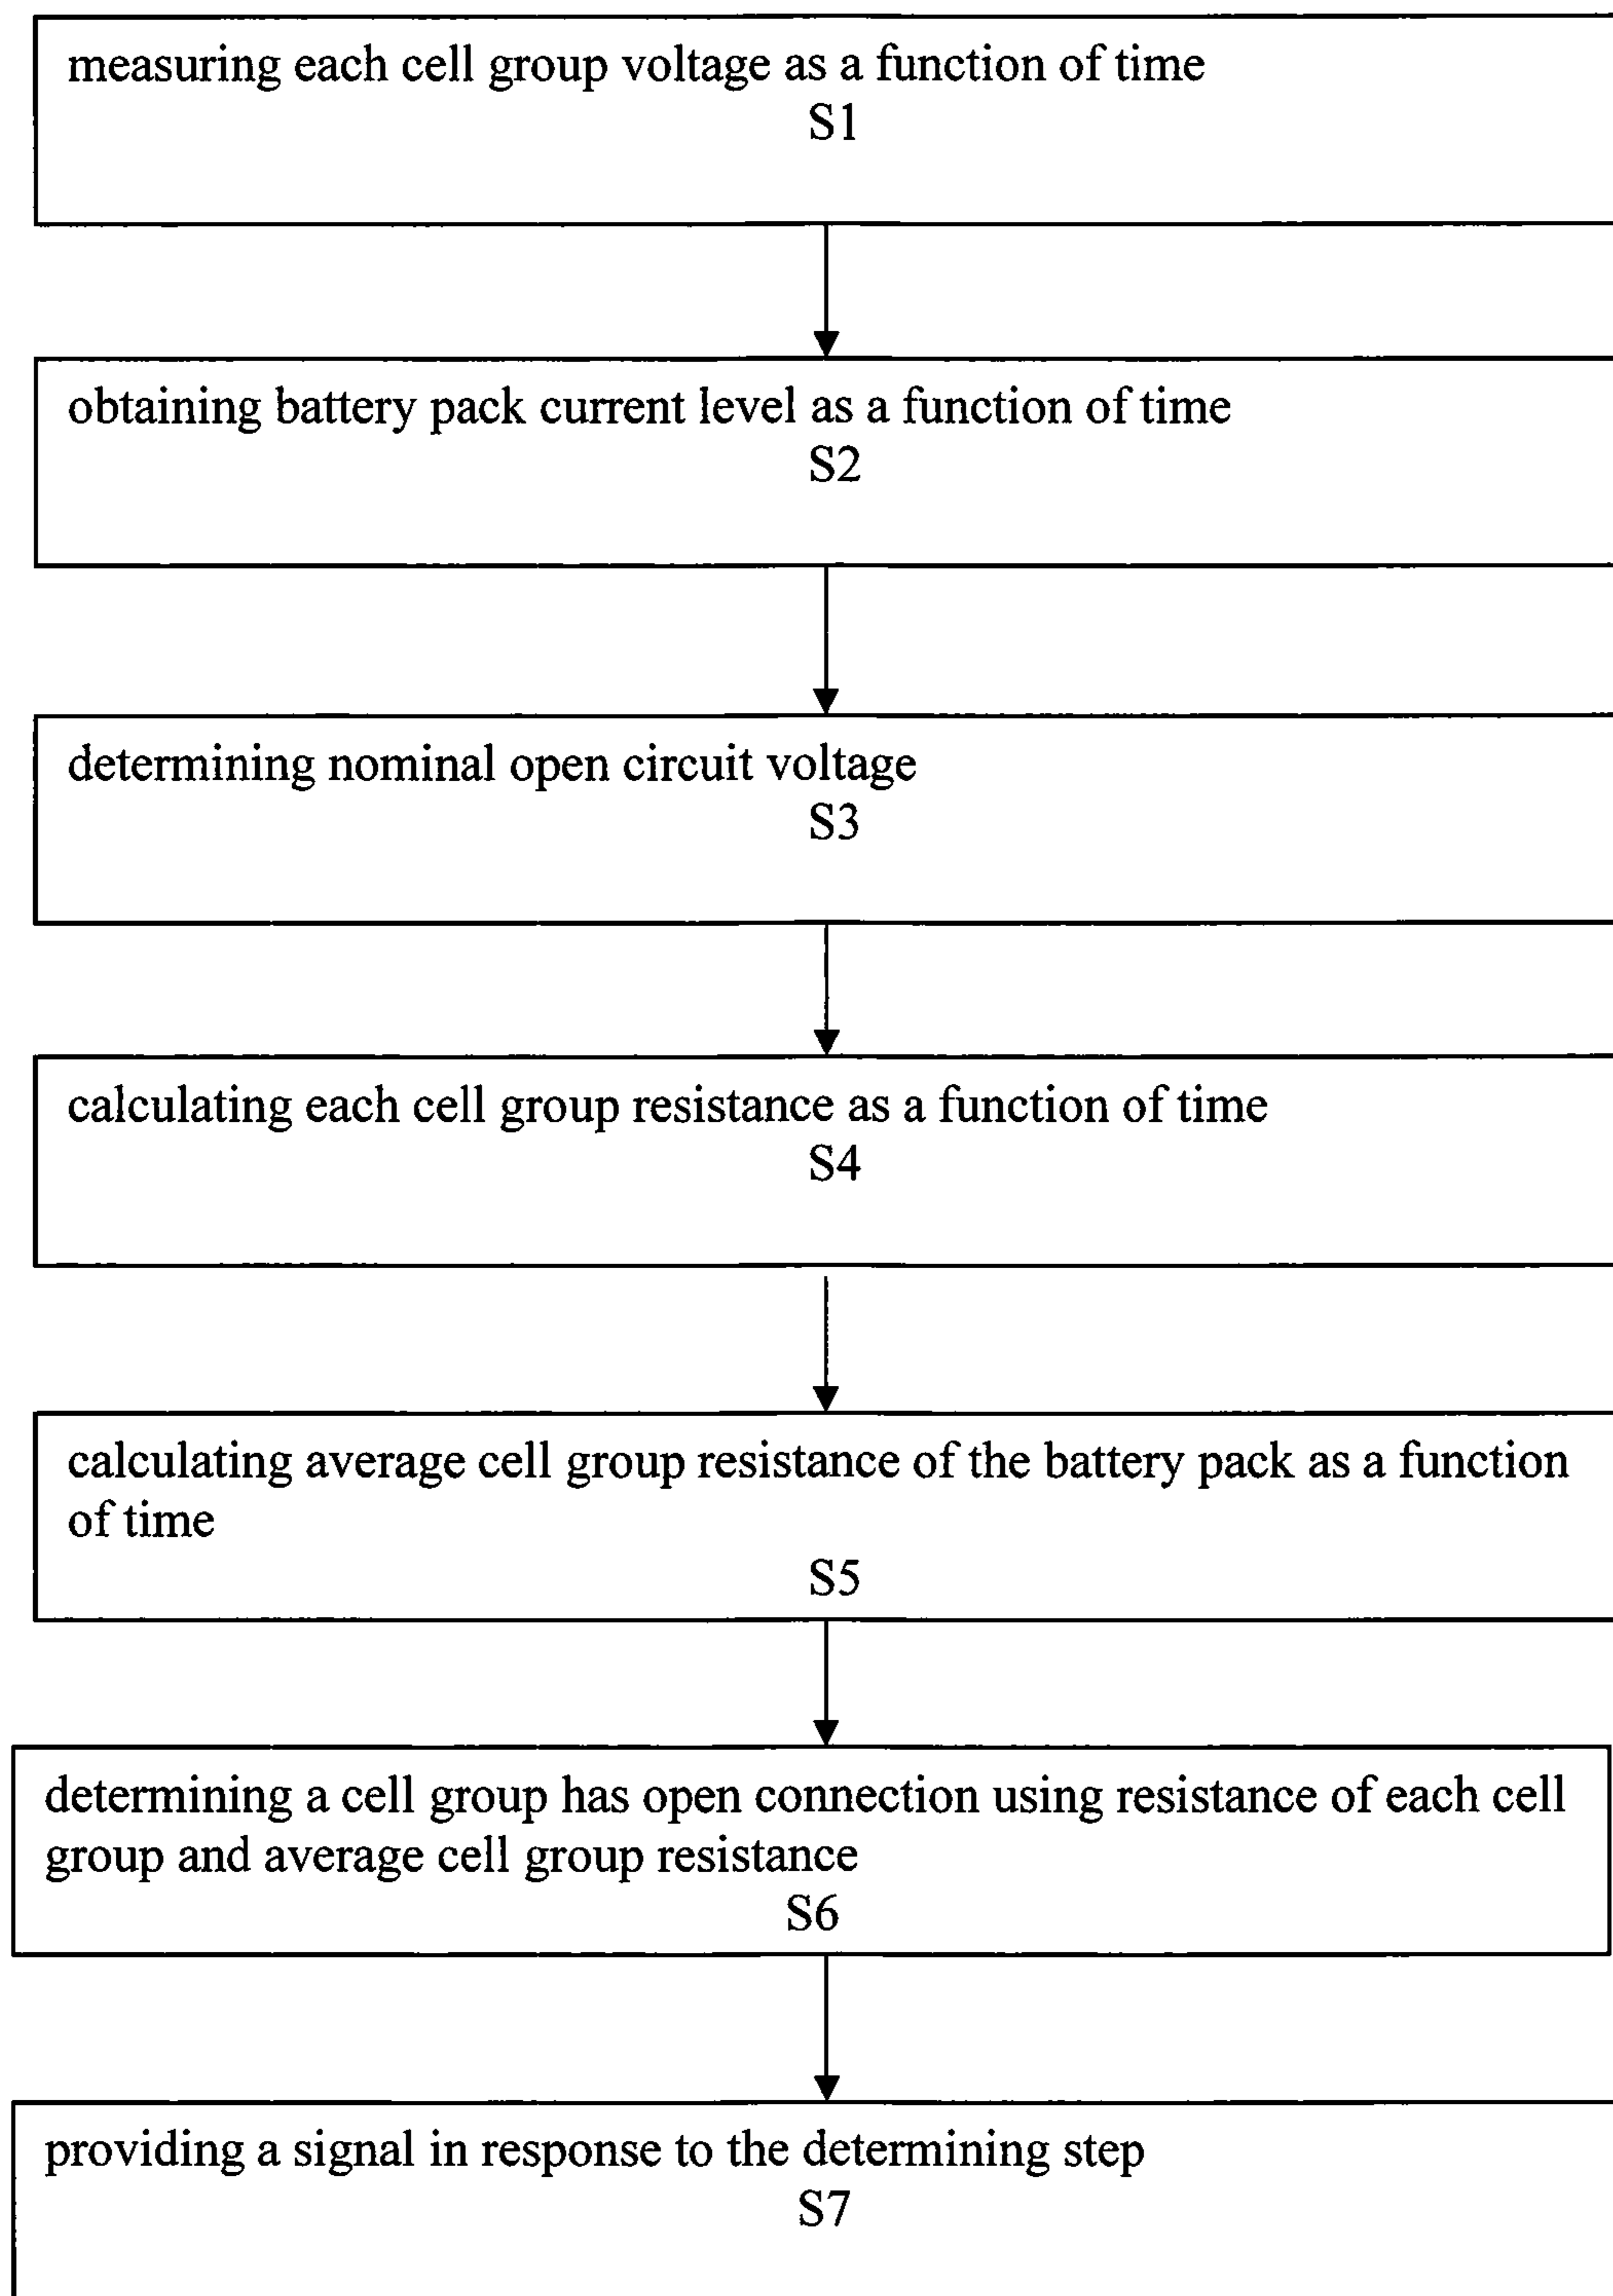 measuring each cell group voltage as a function of time
S1
obtaining battery pack current level as a function of time
S2
determining nominal open circuit voltage
S3
calculating each cell group resistance as a function of time
S4
calculating average cell group resistance of the battery pack as a function
of time
S5
determining a cell group has open connection using resistance of each cell
group and average cell group resistance
S6
providing a signal in response to the determining step
S7